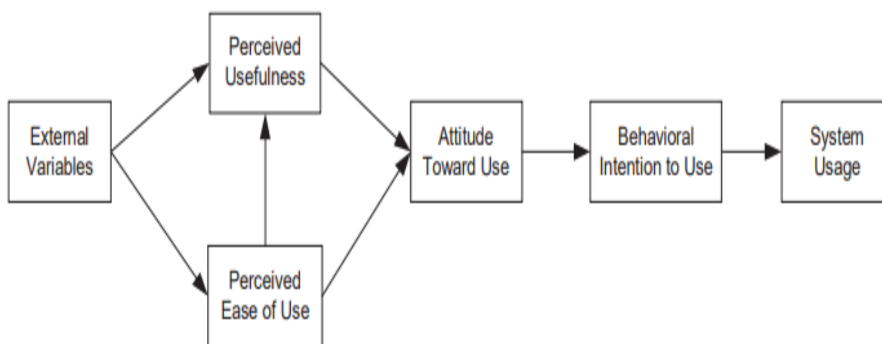 Perceived
Usefulness
External
Variables
Attitude
Toward Use
Behavioral
Intention to Use
System
Usage
Perceived
Ease of Use